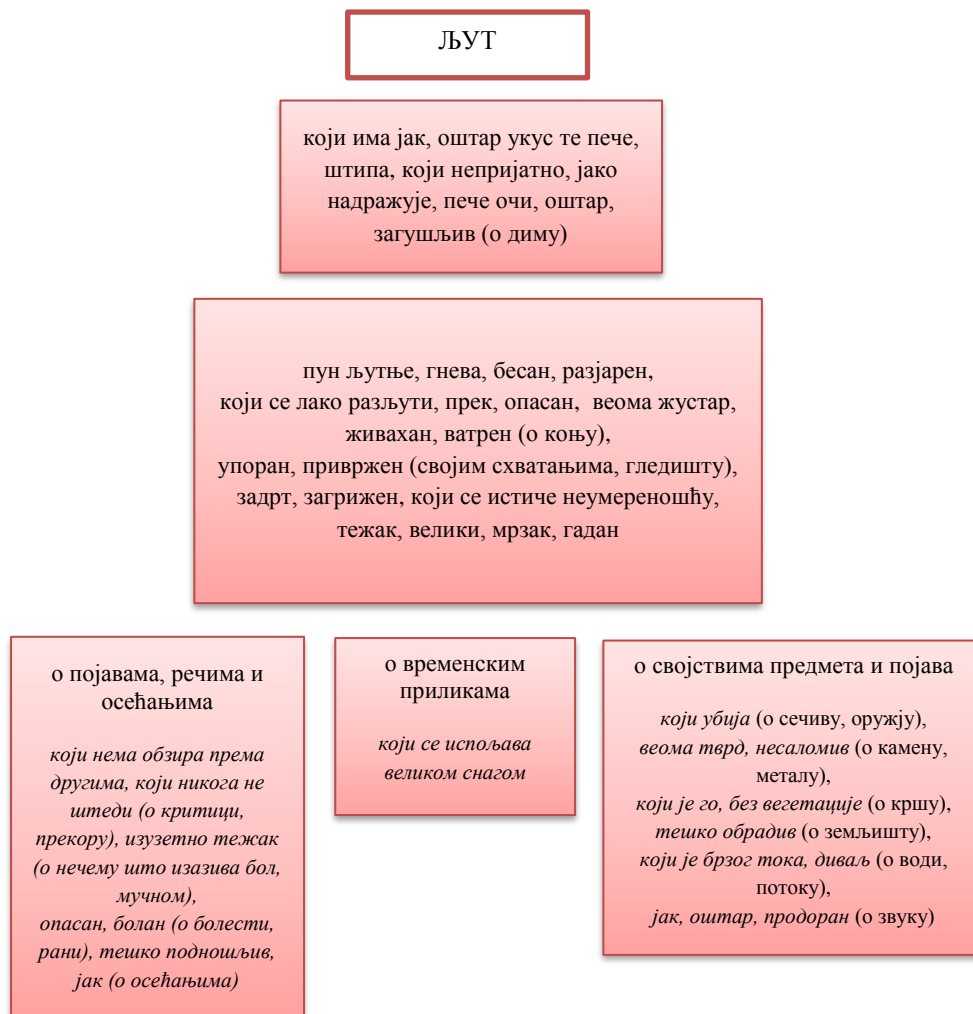 ЉУТ
који има јак, оштар укус те пече,
штипа, који непријатно, јако
надражује, пече очи, оштар,
загушљив (о диму)
пун љутње, гнева, бесан, разјарен,
који се лако разљути, прек, опасан, веома жустар,
живахан, ватрен (о коњу),
упоран, привржен (својим схватањима, гледишту),
задрт, загрижен, који се истиче неумереношћу,
тежак, велики, мрзак, гадан
о појавама, речима и
осећањима
који нема обзира према
другима, који никога не
штеди (о критици,
прекору), изузетно тежак
(о нечему што изазива бол,
мучном),
опасан, болан (о болести,
рани), тешко подношљив,
јак (о осећањима)
о временским
приликама
који се испољава
великом снагом
о својствима предмета и појава
који убија (о сечиву, оружју),
веома тврд, несаломив (о камену,
металу),
који је го, без вегетације (о кршу),
тешко обрадив (о земљишту),
који је брзог тока, диваљ (о води,
потоку),
јак, оштар, продоран (о звуку)